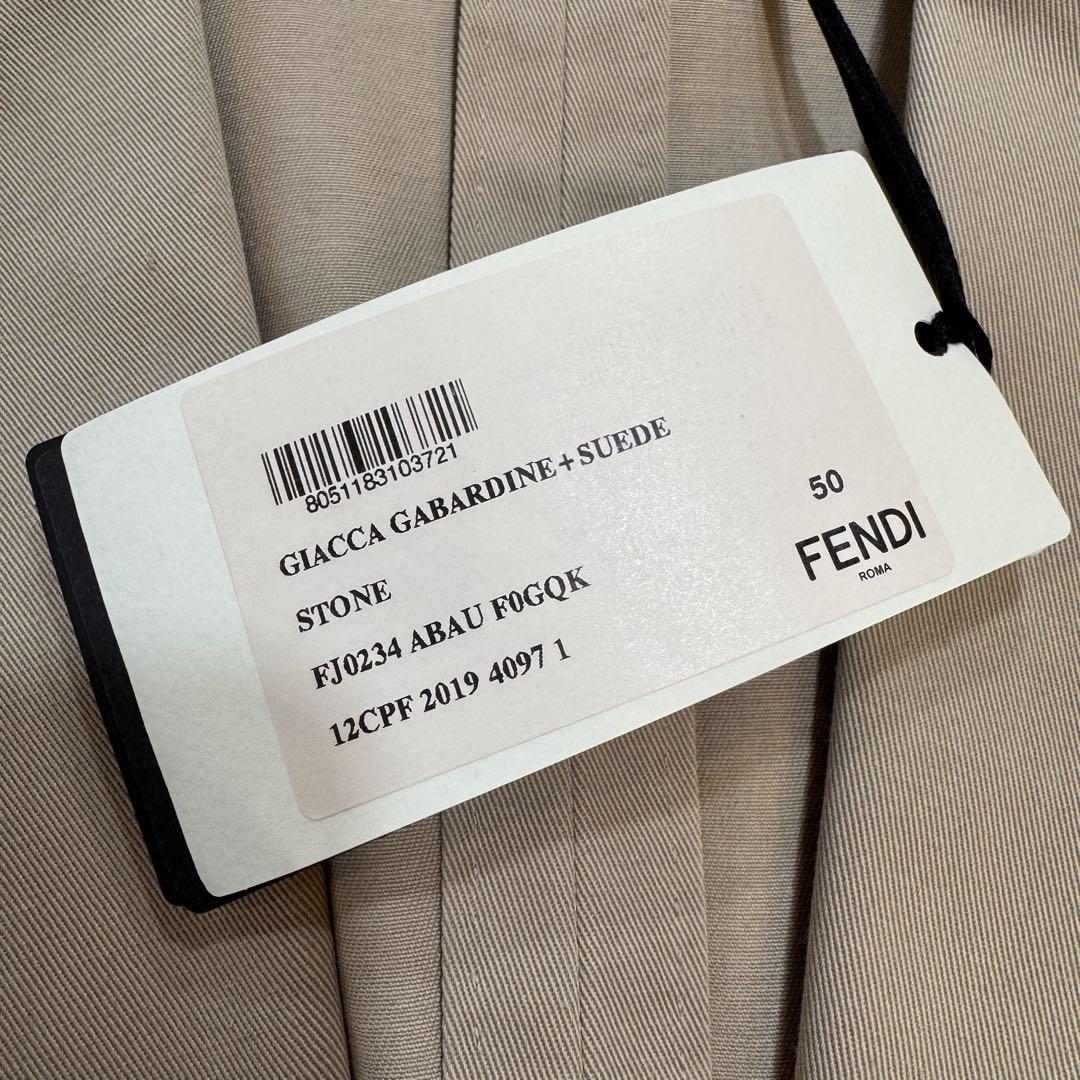 8051183103721
GIACCA GABARDINE+SUEDE
STONE
FJ0234 ABAU F0GQK
12CPF 2019 4097 1
50
FENDI
ROMA